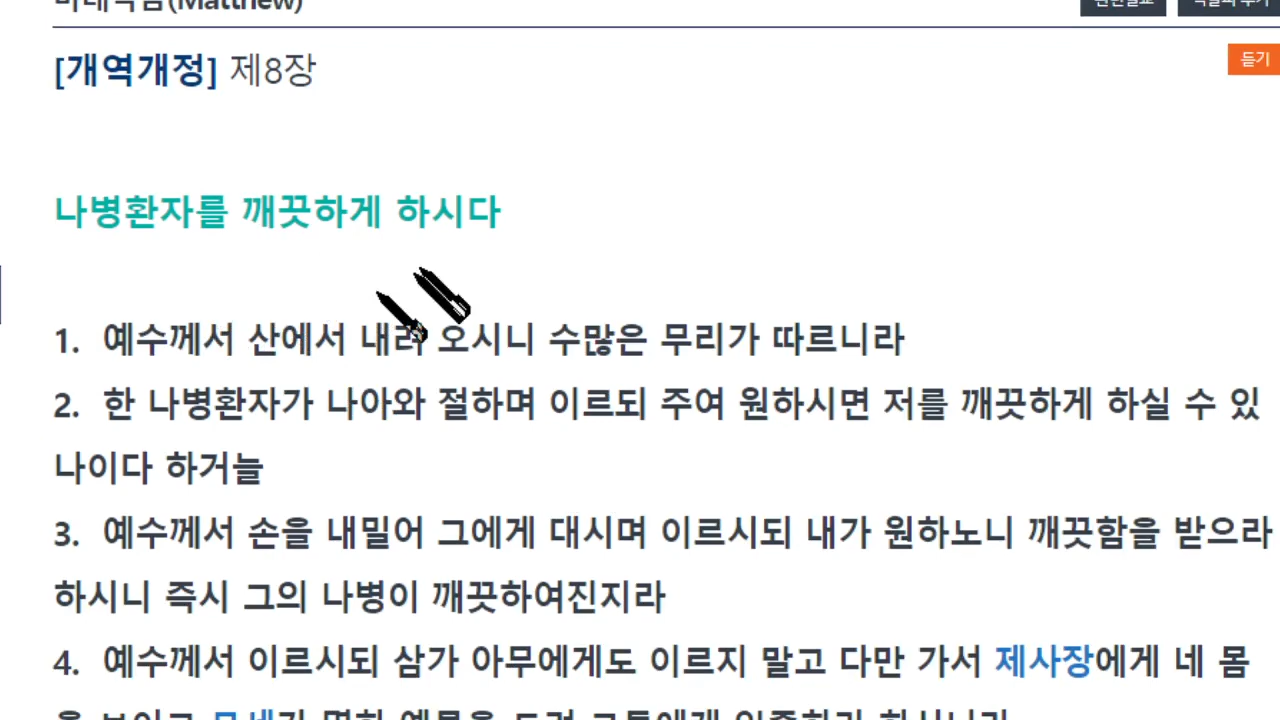 마태복음(Matthew)
[개역개정] 제8장
듣기
나병환자를 깨끗하게 하시다
1. 예수께서 산에서 내려 오시니 수많은 무리가 따르니라
2. 한 나병환자가 나아와 절하며 이르되 주여 원하시면 저를 깨끗하게 하실 수 있
나이다 하거늘
3. 예수께서 손을 내밀어 그에게 대시며 이르시되 내가 원하노니 깨끗함을 받으라
하시니 즉시 그의 나병이 깨끗하여진지라
4. 예수께서 이르시되 삼가 아무에게도 이르지 말고 다만 가서 제사장에게 네 몸